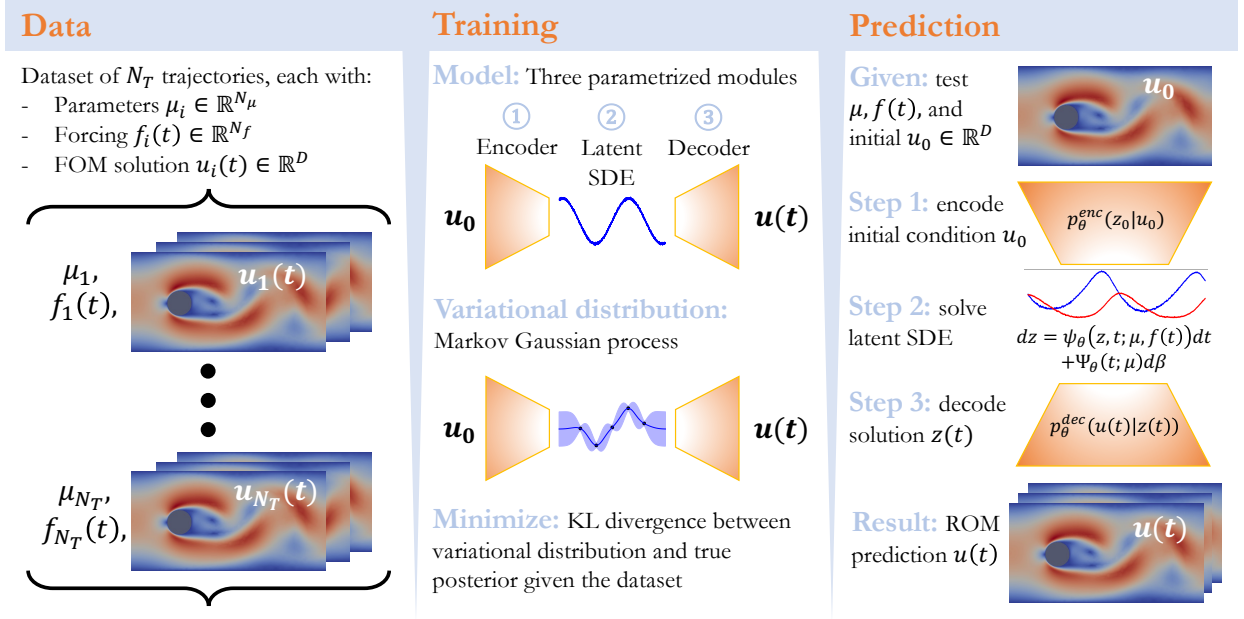 Data
Dataset of N_T trajectories, each with:
- Parameters μ_i ∈ ℝ^{N_μ}
- Forcing f_i(t) ∈ ℝ^{N_f}
- FOM solution u_i(t) ∈ ℝ^D
μ_1,
f_1(t),
u_1(t)
μ_{N_T},
f_{N_T}(t),
u_{N_T}(t)
Training
Model: Three parametrized modules
① ② ③
Encoder Latent SDE Decoder
u_0 u(t)
Variational distribution:
Markov Gaussian process
u_0 u(t)
Minimize: KL divergence between
variational distribution and true
posterior given the dataset
Prediction
Given: test
μ, f(t), and
initial u_0 ∈ ℝ^D
u_0
Step 1: encode
initial condition u_0
p_θ^{enc}(z_0|u_0)
Step 2: solve
latent SDE
dz = ψ_θ(z, t; μ, f(t))dt
+Ψ_θ(t; μ)dβ
Step 3: decode
solution z(t)
p_θ^{dec}(u(t)|z(t))
Result: ROM
prediction u(t)
u(t)